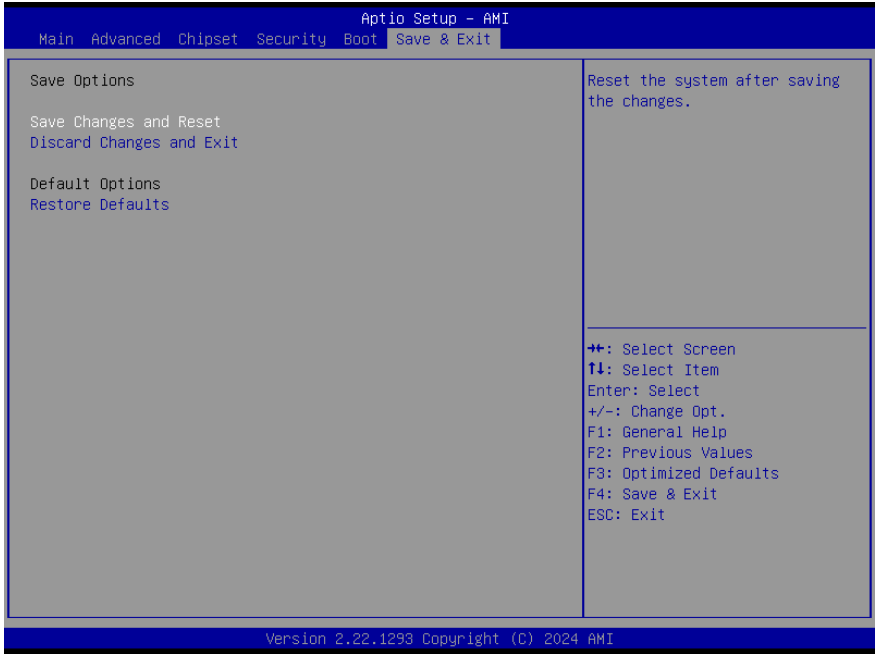 Aptio Setup – AMI
Main Advanced Chipset Security Boot Save & Exit
Save Options
Save Changes and Reset
Discard Changes and Exit
Default Options
Restore Defaults
Reset the system after saving
the changes.
→←: Select Screen
↑↓: Select Item
Enter: Select
+/-: Change Opt.
F1: General Help
F2: Previous Values
F3: Optimized Defaults
F4: Save & Exit
ESC: Exit
Version 2.22.1293 Copyright (C) 2024 AMI